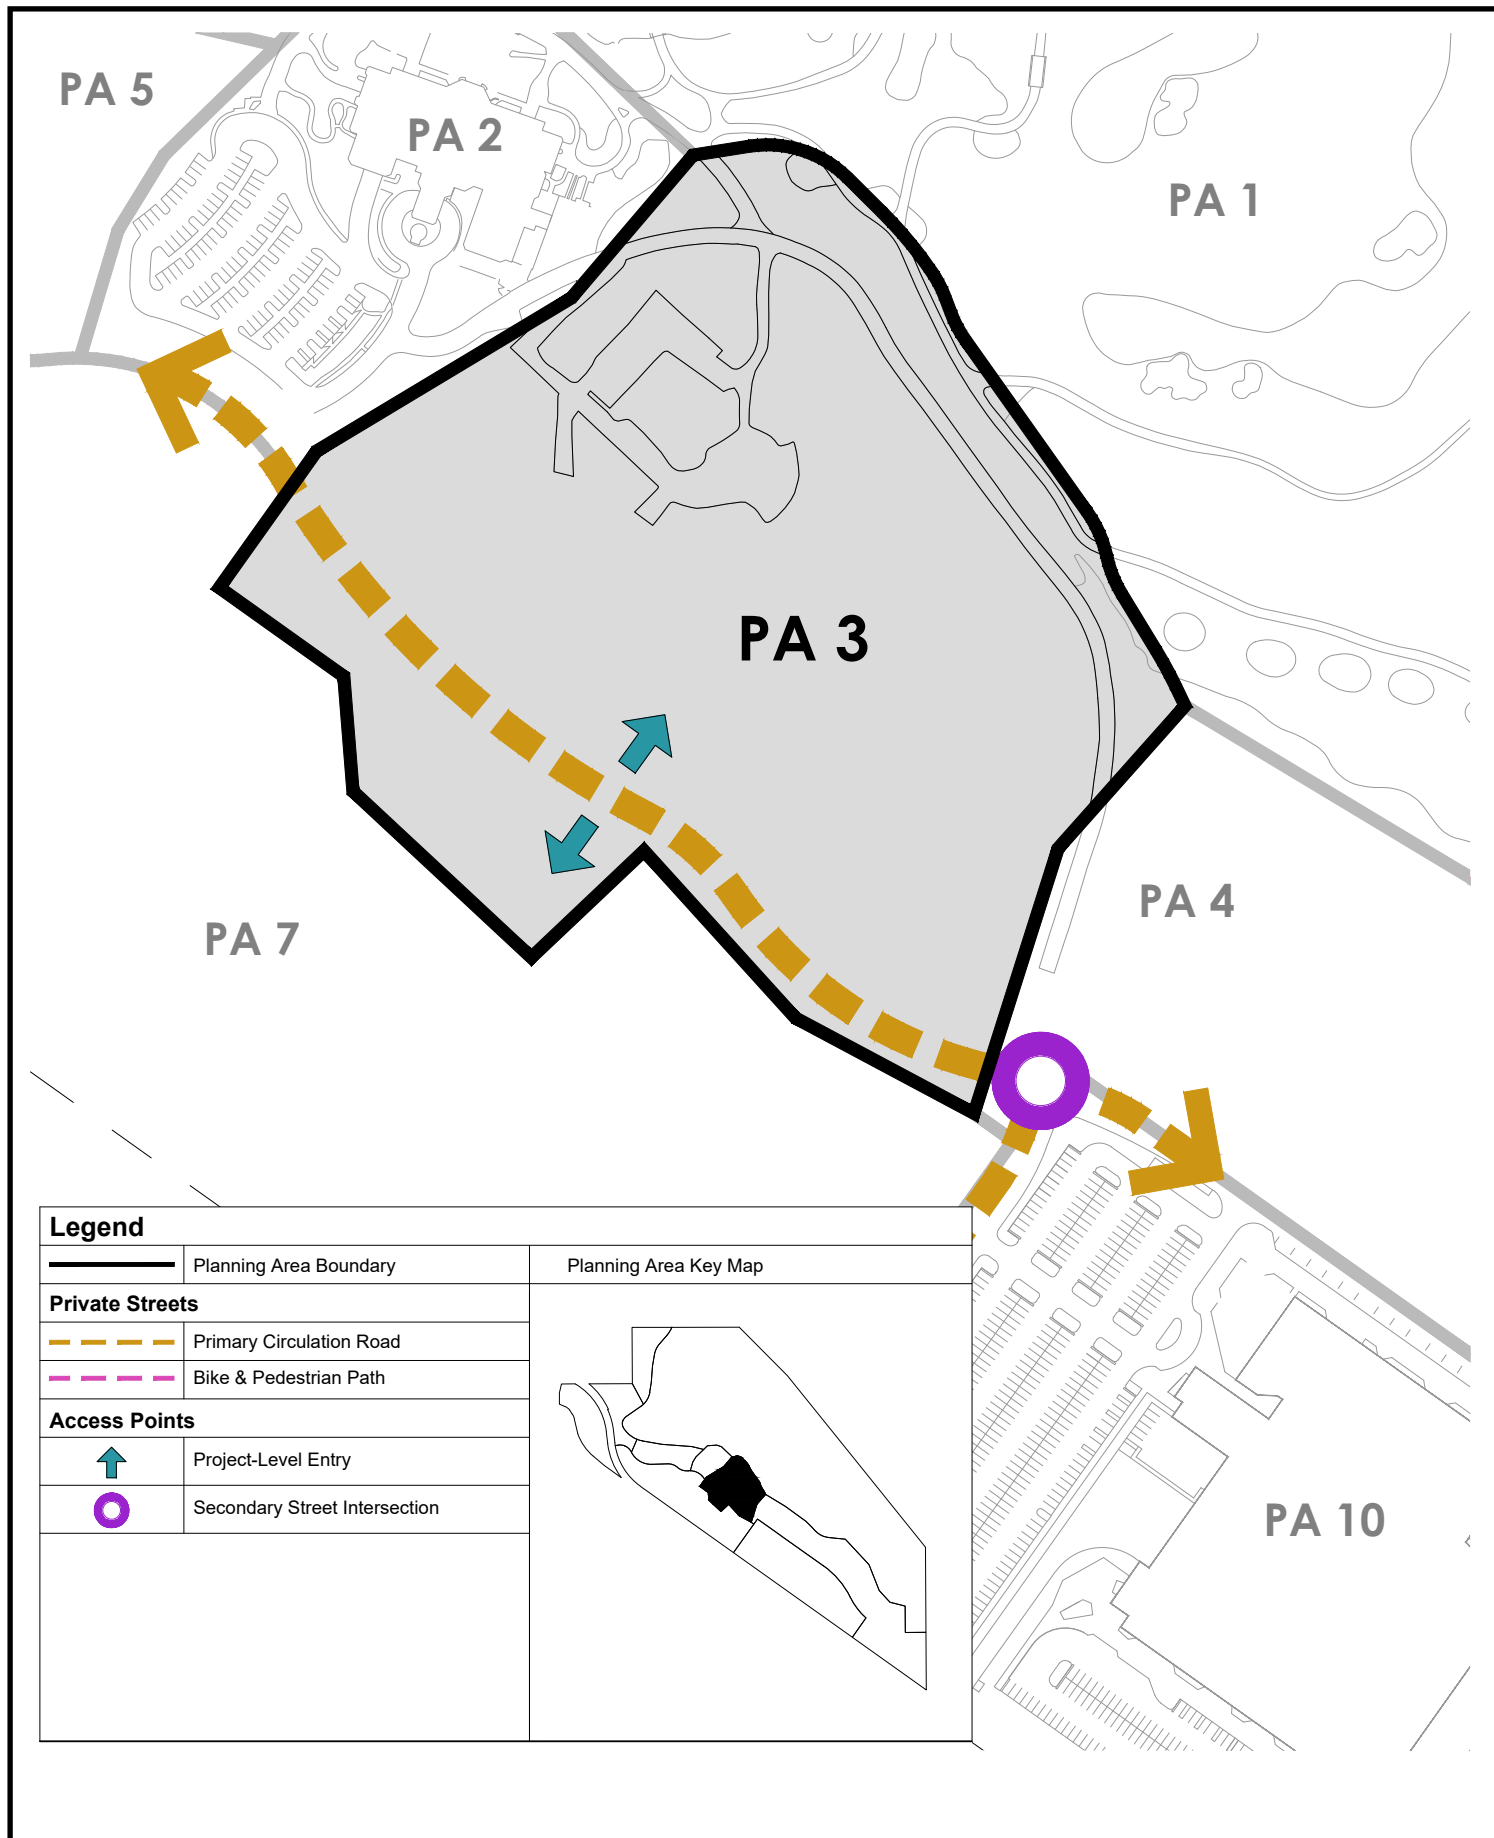 PA 5
PA 2
PA 1
PA 3
PA 4
PA 7
Legend
Planning Area Boundary
Planning Area Key Map
Private Streets
Primary Circulation Road
Bike & Pedestrian Path
Access Points
Project-Level Entry
Secondary Street Intersection
PA 10